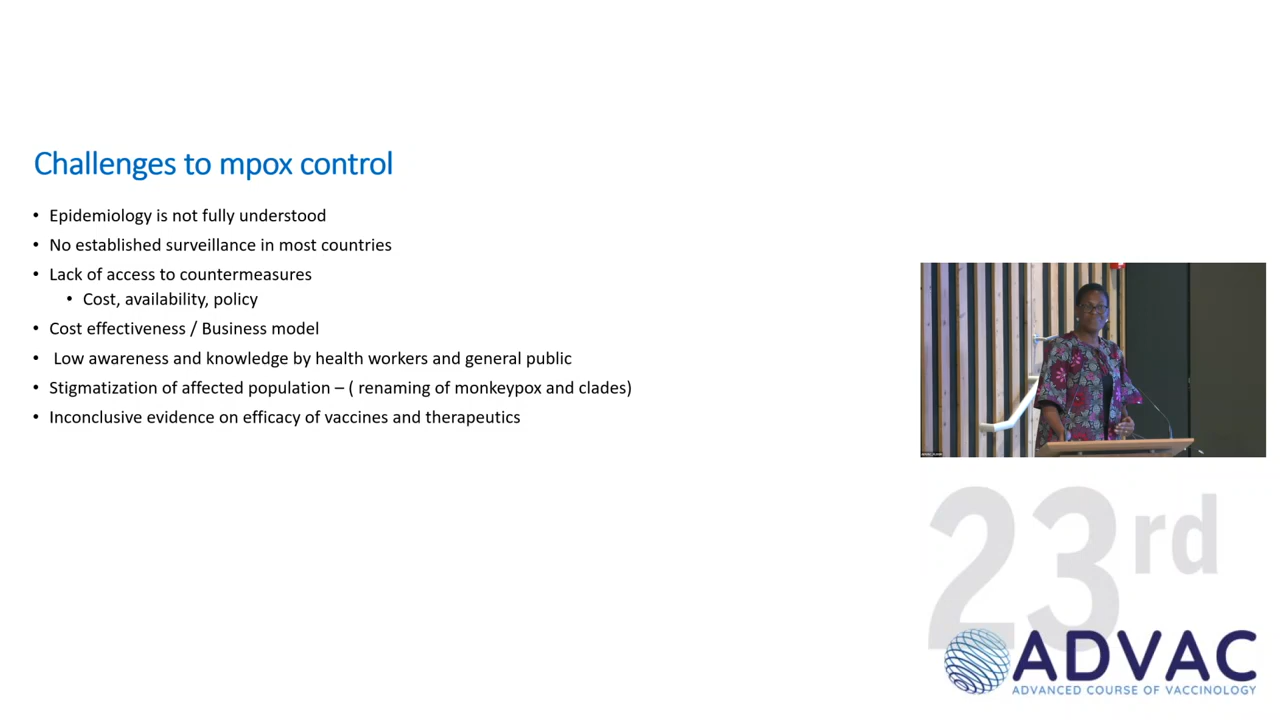 Challenges to mpox control
• Epidemiology is not fully understood
• No established surveillance in most countries
• Lack of access to countermeasures
• Cost, availability, policy
• Cost effectiveness / Business model
• Low awareness and knowledge by health workers and general public
• Stigmatization of affected population – ( renaming of monkeypox and clades)
• Inconclusive evidence on efficacy of vaccines and therapeutics
23rd
ADVAC
ADVANCED COURSE OF VACCINOLOGY